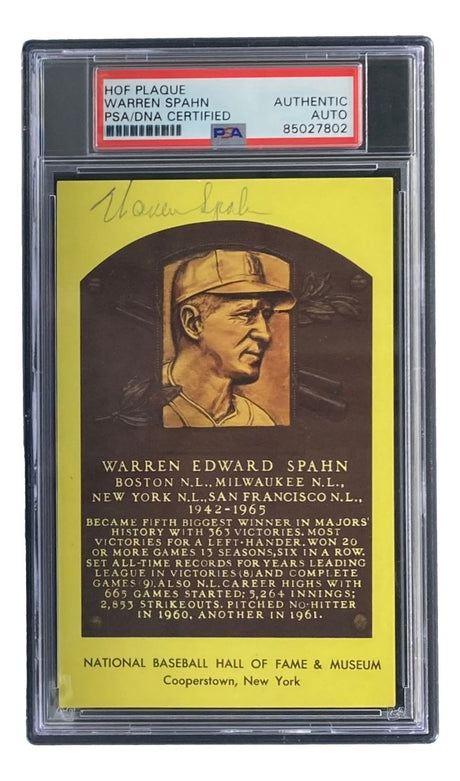 HOF PLAQUE
WARREN SPAHN AUTHENTIC
PSA/DNA CERTIFIED AUTO
PSA 85027802
Warren Spahn
WARREN EDWARD SPAHN
BOSTON N.L., MILWAUKEE N.L.,
NEW YORK N.L., SAN FRANCISCO N.L.,
1942-1965
BECAME FIFTH BIGGEST WINNER IN MAJORS'
HISTORY WITH 363 VICTORIES. MOST
VICTORIES FOR A LEFT-HANDER. WON 20
OR MORE GAMES 13 SEASONS, SIX IN A ROW.
SET ALL-TIME RECORDS FOR YEARS LEADING
LEAGUE IN VICTORIES (8) AND COMPLETE
GAMES (9). ALSO N.L. CAREER HIGHS WITH
665 GAMES STARTED; 5,264 INNINGS;
2,853 STRIKEOUTS. PITCHED NO-HITTER
IN 1960, ANOTHER IN 1961.
NATIONAL BASEBALL HALL OF FAME & MUSEUM
Cooperstown, New York